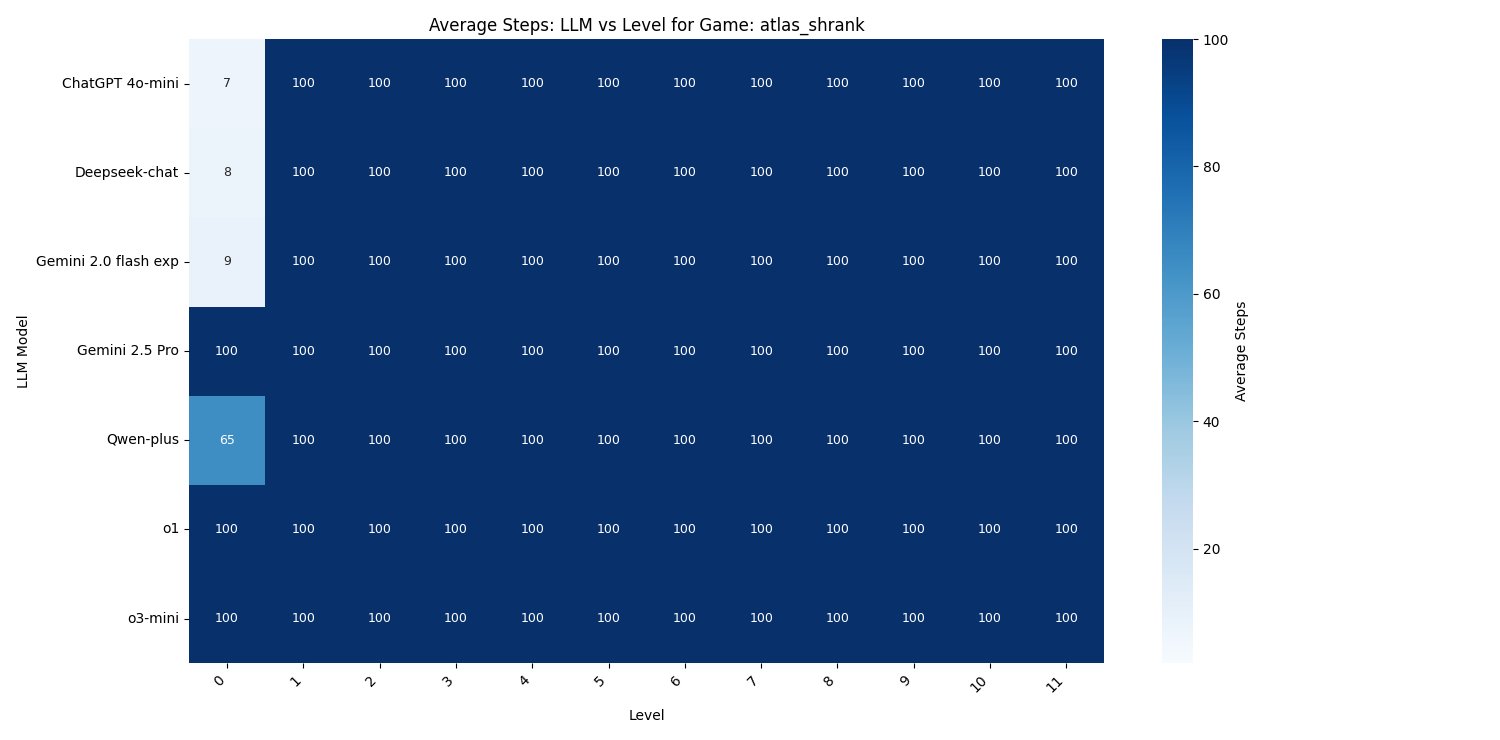 Average Steps: LLM vs Level for Game: atlas_shrank
LLM Model
ChatGPT 4o-mini 7 100 100 100 100 100 100 100 100 100 100 100
Deepseek-chat 8 100 100 100 100 100 100 100 100 100 100 100
Gemini 2.0 flash exp 9 100 100 100 100 100 100 100 100 100 100 100
Gemini 2.5 Pro 100 100 100 100 100 100 100 100 100 100 100 100
Qwen-plus 65 100 100 100 100 100 100 100 100 100 100 100
o1 100 100 100 100 100 100 100 100 100 100 100 100
o3-mini 100 100 100 100 100 100 100 100 100 100 100 100
0 1 2 3 4 5 6 7 8 9 10 11
Level
100
80
60
40
20
Average Steps